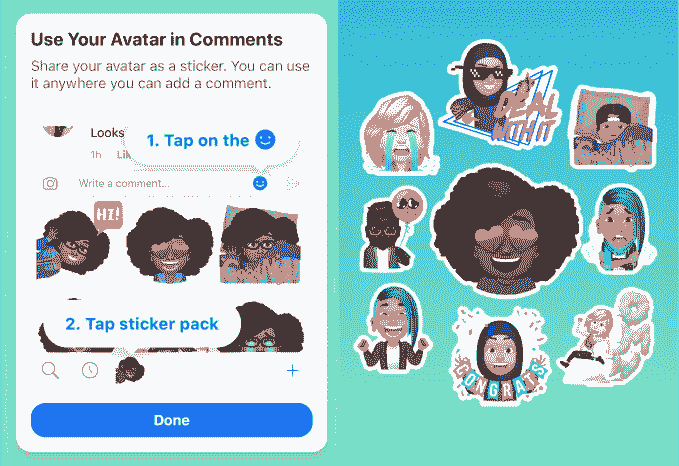 Use Your Avatar in Comments
Share your avatar as a sticker. You can use
it anywhere you can add a comment.
Looks
1. Tap on the
1h Lik
Write a comment...
HI!
2. Tap sticker pack
Done
DEAL
WITH IT
CONGRATS